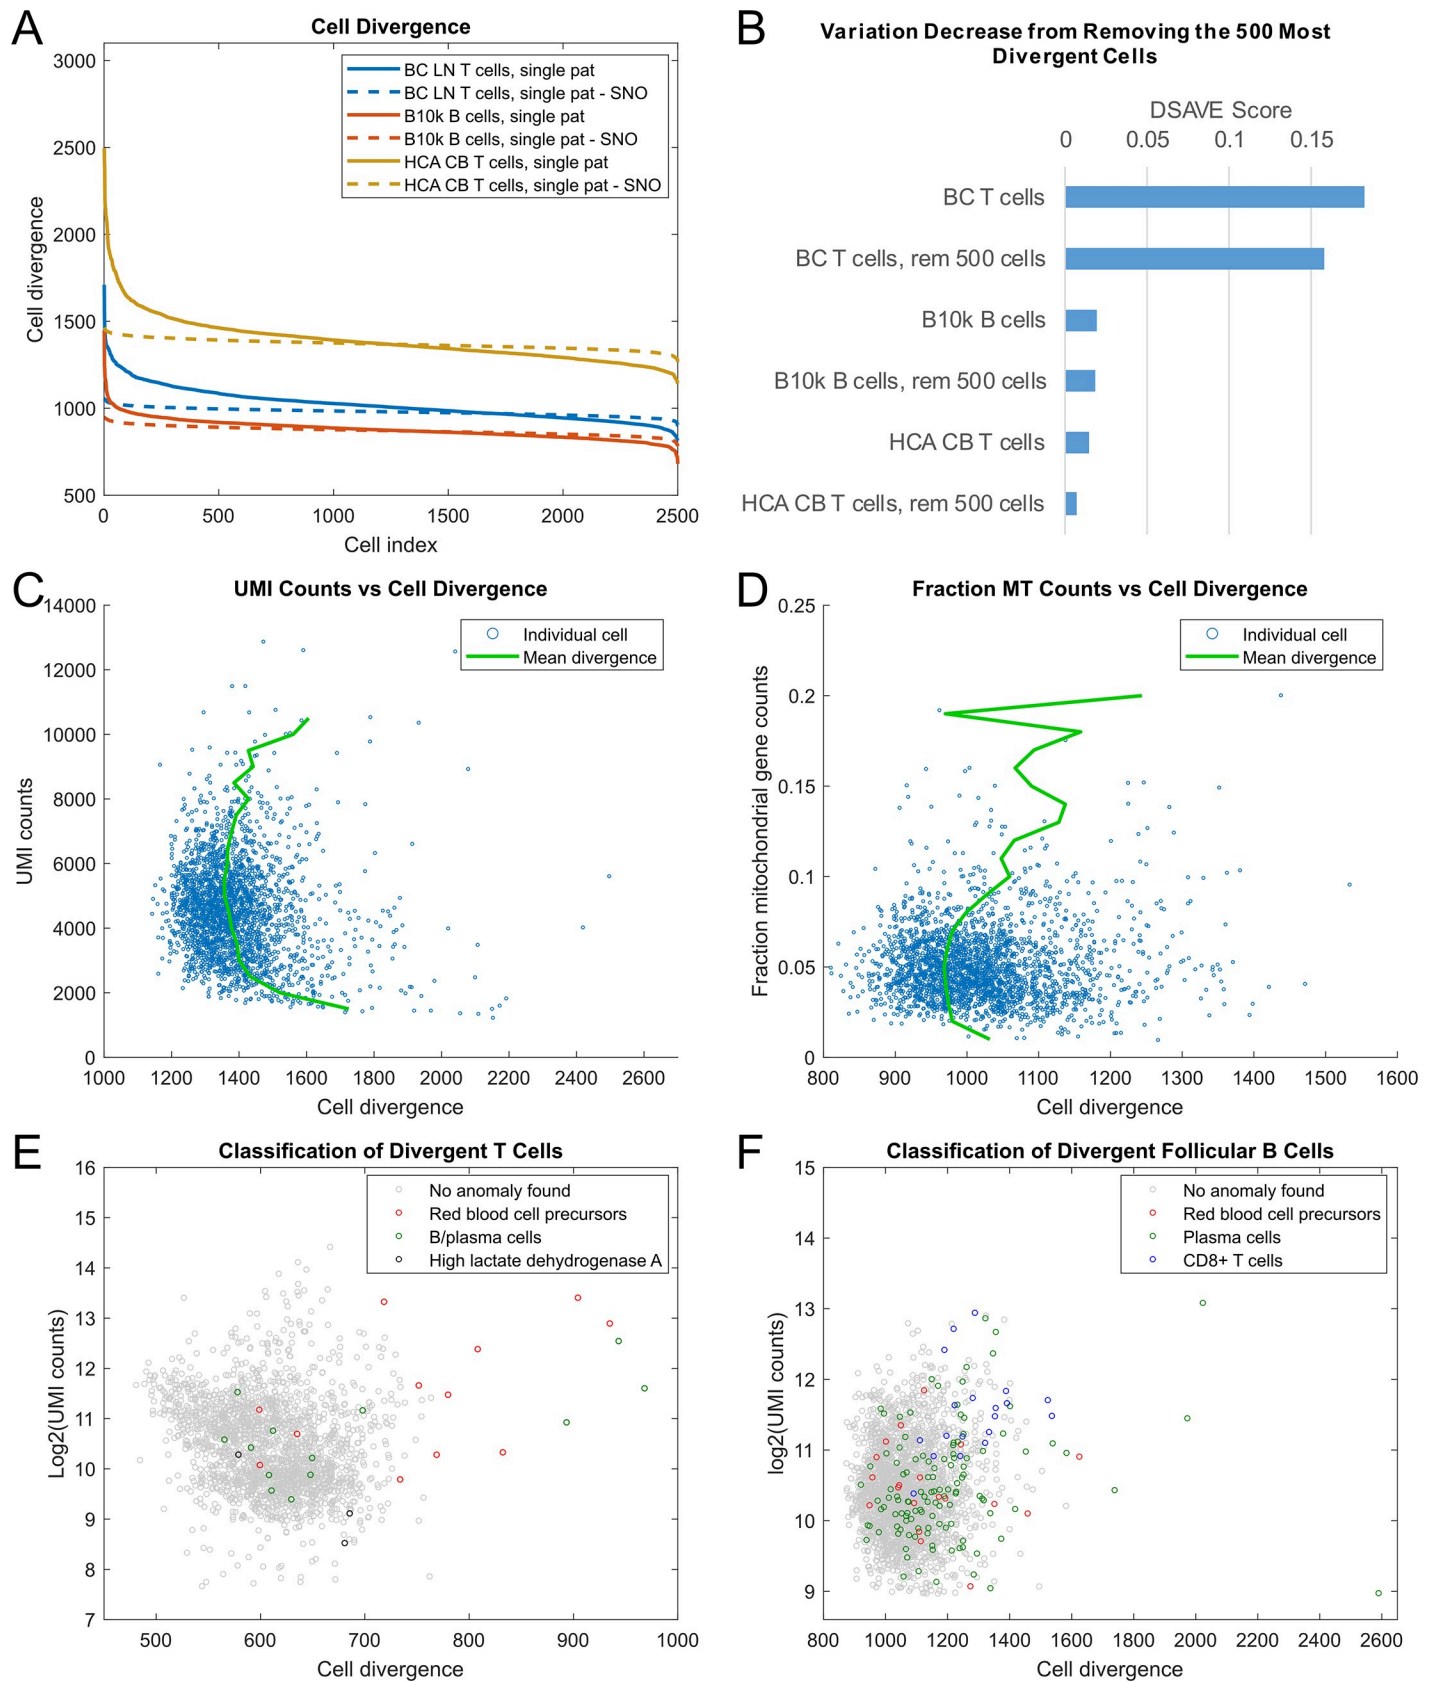 A
Cell Divergence
3000
2500
2000
1500
1000
500
Cell divergence
BC LN T cells, single pat
BC LN T cells, single pat - SNO
B10k B cells, single pat
B10k B cells, single pat - SNO
HCA CB T cells, single pat
HCA CB T cells, single pat - SNO
0 500 1000 1500 2000 2500
Cell index
B
Variation Decrease from Removing the 500 Most
Divergent Cells
DSAVE Score
0 0.05 0.1 0.15
BC T cells
BC T cells, rem 500 cells
B10k B cells
B10k B cells, rem 500 cells
HCA CB T cells
HCA CB T cells, rem 500 cells
C
UMI Counts vs Cell Divergence
14000
12000
10000
8000
6000
4000
2000
0
UMI counts
Individual cell
Mean divergence
1000 1200 1400 1600 1800 2000 2200 2400 2600
Cell divergence
D
Fraction MT Counts vs Cell Divergence
0.25
0.2
0.15
0.1
0.05
0
Fraction mitochondrial gene counts
Individual cell
Mean divergence
800 900 1000 1100 1200 1300 1400 1500 1600
Cell divergence
E
Classification of Divergent T Cells
16
15
14
13
12
11
10
9
8
7
Log2(UMI counts)
No anomaly found
Red blood cell precursors
B/plasma cells
High lactate dehydrogenase A
500 600 700 800 900 1000
Cell divergence
F
Classification of Divergent Follicular B Cells
15
14
13
12
11
10
9
log2(UMI counts)
No anomaly found
Red blood cell precursors
Plasma cells
CD8+ T cells
800 1000 1200 1400 1600 1800 2000 2200 2400 2600
Cell divergence